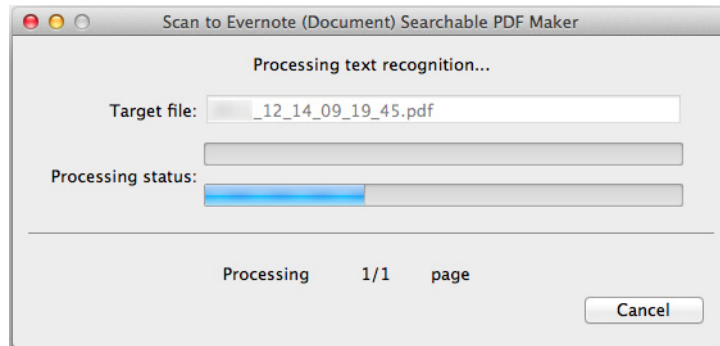 Scan to Evernote (Document) Searchable PDF Maker
Processing text recognition...
Target file: _12_14_09_19_45.pdf
Processing status:
Processing 1/1 page
Cancel